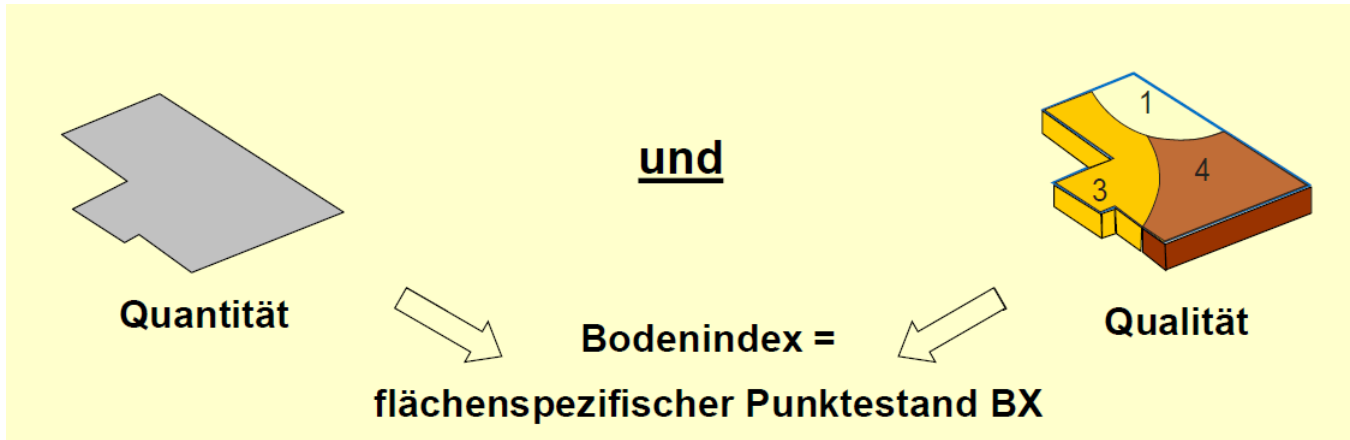 und
1
3
4
Quantität
Qualität
Bodenindex =
flächenspezifischer Punktestand BX